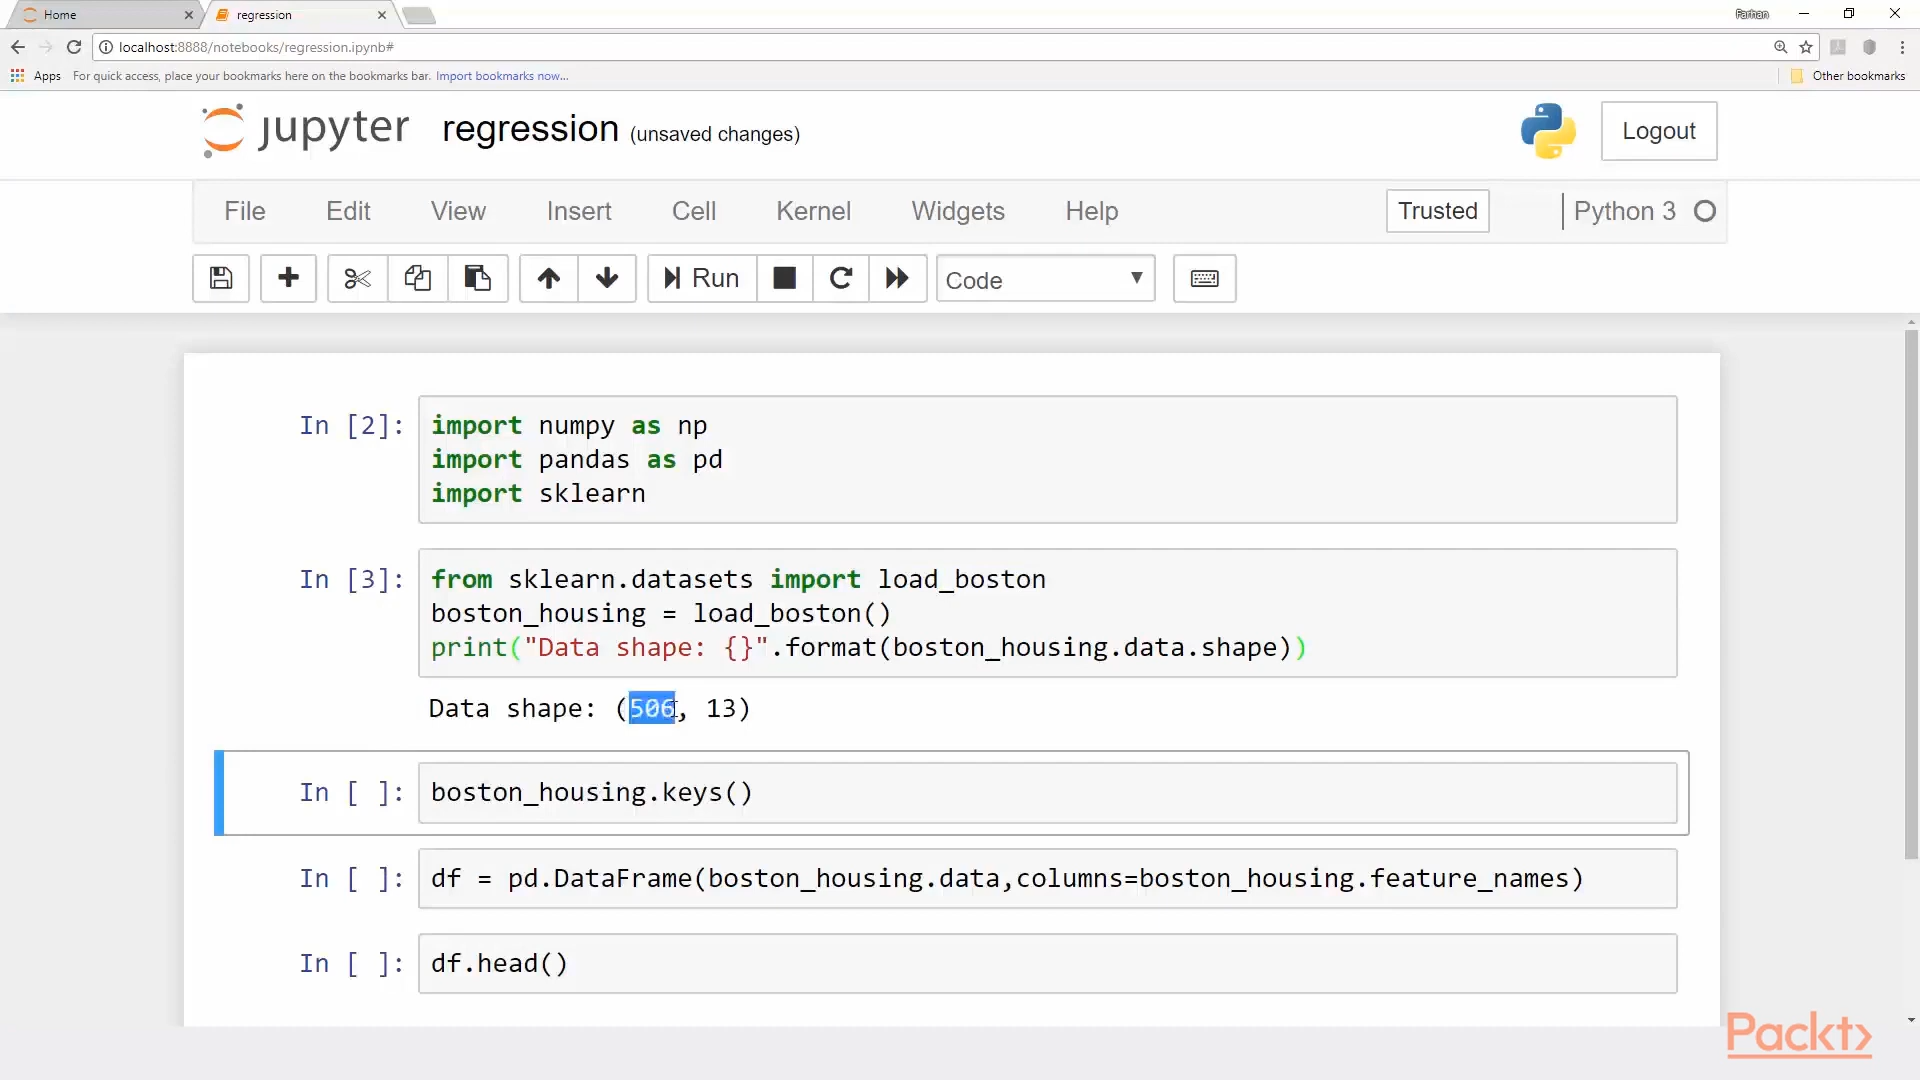 Home
regression
Farhan
localhost:8888/notebooks/regression.ipynb#
Apps For quick access, place your bookmarks here on the bookmarks bar. Import bookmarks now... Other bookmarks
jupyter regression (unsaved changes) Logout
File Edit View Insert Cell Kernel Widgets Help Trusted Python 3
Run Code
In [2]: import numpy as np
import pandas as pd
import sklearn
In [3]: from sklearn.datasets import load_boston
boston_housing = load_boston()
print("Data shape: {}".format(boston_housing.data.shape))
Data shape: (506, 13)
In [ ]: boston_housing.keys()
In [ ]: df = pd.DataFrame(boston_housing.data,columns=boston_housing.feature_names)
In [ ]: df.head()
Packt>